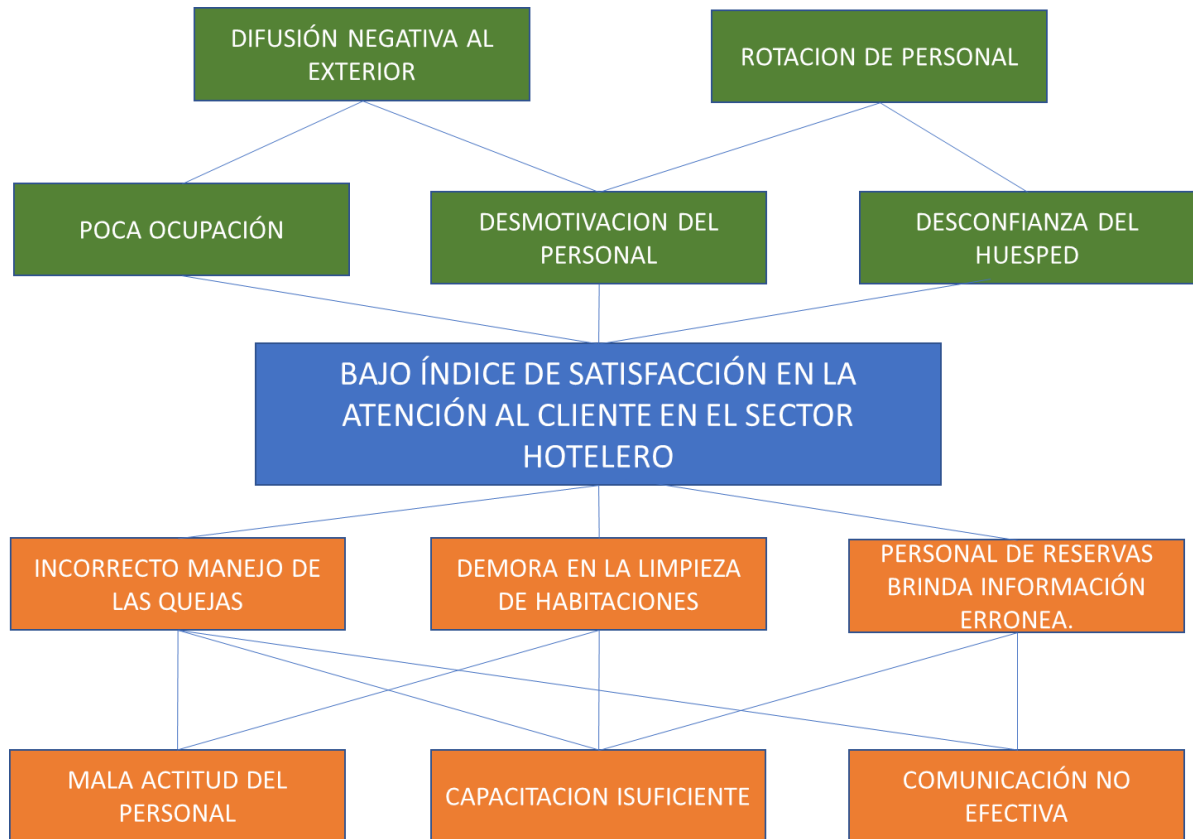 DIFUSIÓN NEGATIVA AL
EXTERIOR
ROTACION DE PERSONAL
POCA OCUPACIÓN
DESMOTIVACION DEL
PERSONAL
DESCONFIANZA DEL
HUESPED
BAJO ÍNDICE DE SATISFACCIÓN EN LA
ATENCIÓN AL CLIENTE EN EL SECTOR
HOTELERO
INCORRECTO MANEJO DE
LAS QUEJAS
DEMORA EN LA LIMPIEZA
DE HABITACIONES
PERSONAL DE RESERVAS
BRINDA INFORMACIÓN
ERRONEA.
MALA ACTITUD DEL
PERSONAL
CAPACITACION ISUFICIENTE
COMUNICACIÓN NO
EFECTIVA